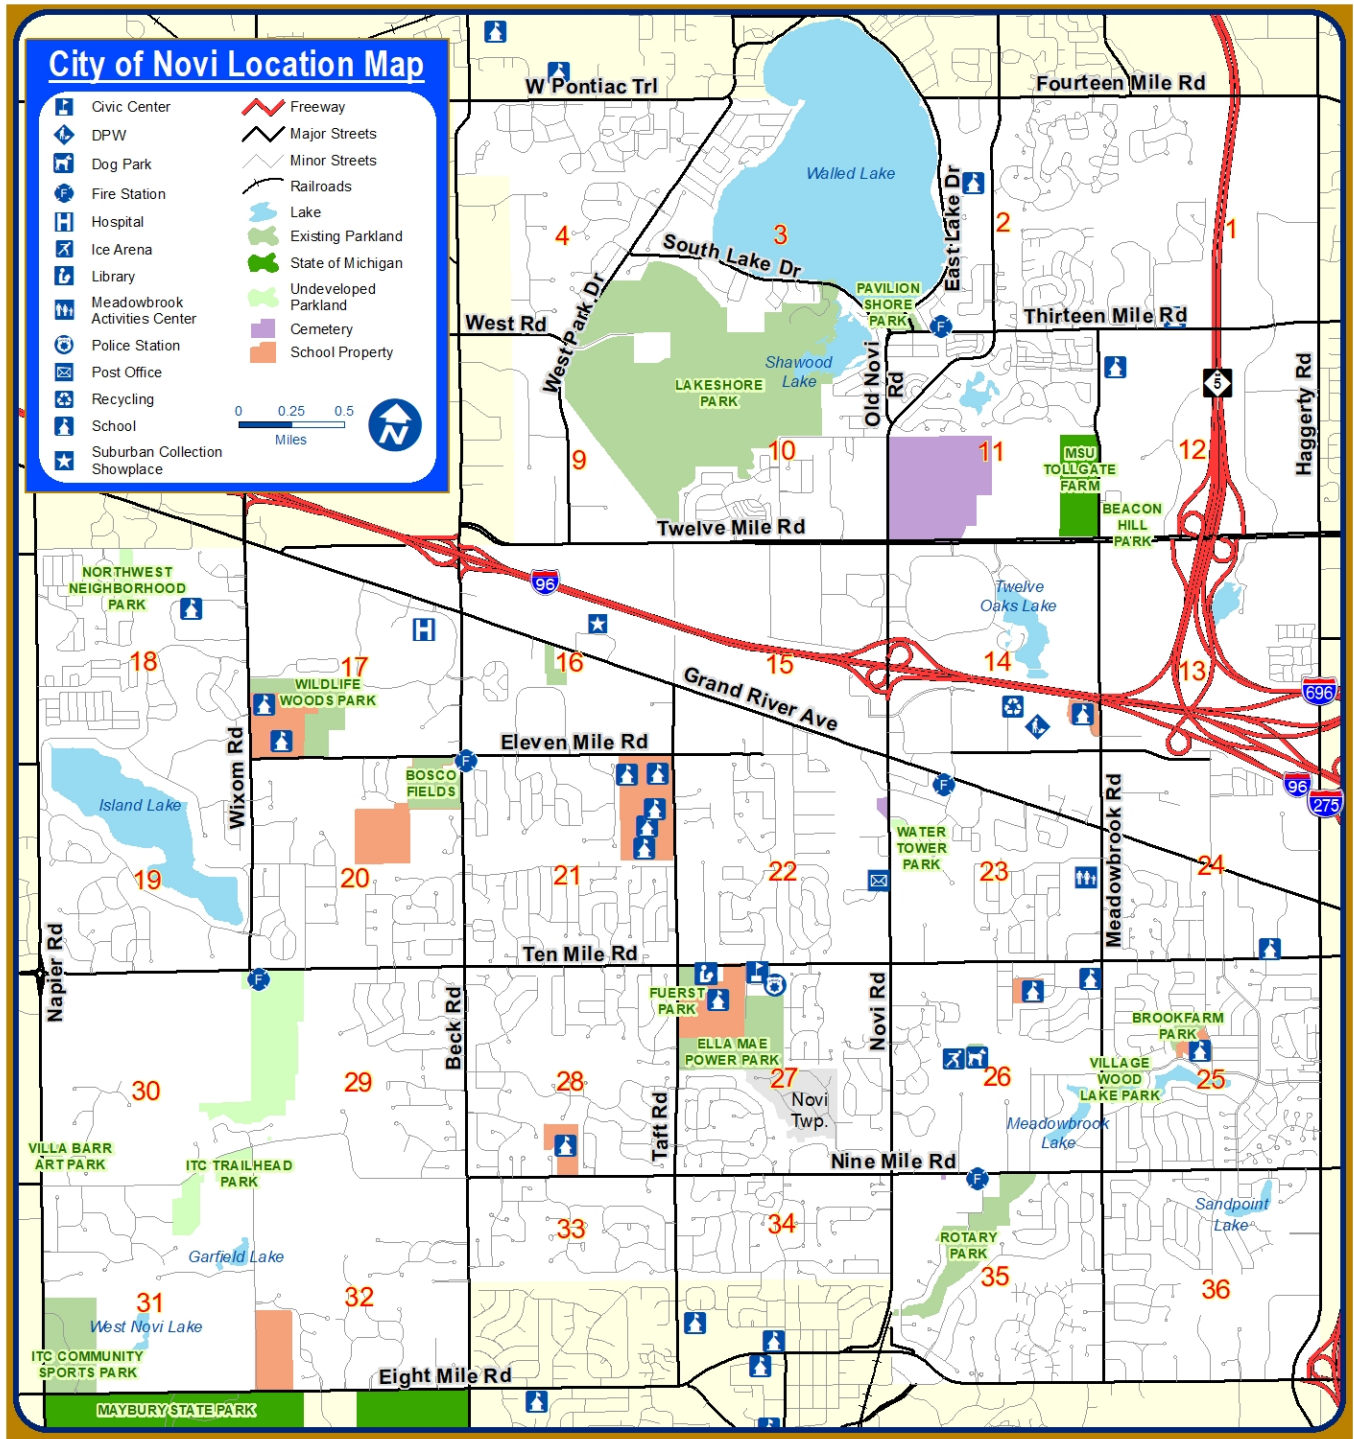 City of Novi Location Map
Civic Center
DPW
Dog Park
F
Fire Station
H
Hospital
Ice Arena
Library
Meadowbrook
Activities Center
Police Station
Post Office
Recycling
School
Suburban Collection
Showplace
Freeway
Major Streets
Minor Streets
Railroads
Lake
Existing Parkland
State of Michigan
Undeveloped
Parkland
Cemetery
School Property
0 0.25 0.5
Miles
N
W Pontiac Trl
Fourteen Mile Rd
Walled Lake
East Lake Dr
4
3
2
1
South Lake Dr
West Park Dr
PAVILION
SHORE
PARK
West Rd
Thirteen Mile Rd
F
Shawood
Lake
Old Novi
Rd
LAKESHORE
PARK
5
Haggerty Rd
9
10
11
12
MSU
TOLLGATE
FARM
BEACON
HILL
PARK
Twelve Mile Rd
96
NORTHWEST
NEIGHBORHOOD
PARK
Twelve
Oaks Lake
H
18
17
16
15
14
13
WILDLIFE
WOODS PARK
Grand River Ave
696
Wixom Rd
Eleven Mile Rd
F
BOSCO
FIELDS
F
96
275
Island Lake
Meadowbrook Rd
WATER
TOWER
PARK
19
20
21
22
23
24
Napier Rd
Ten Mile Rd
F
Beck Rd
FUERST
PARK
Novi Rd
ELLA MAE
POWER PARK
BROOKFARM
PARK
VILLAGE
WOOD
LAKE PARK
30
29
28
27
26
25
Novi
Twp.
Taft Rd
Meadowbrook
Lake
VILLA BARR
ART PARK
ITC TRAILHEAD
PARK
Nine Mile Rd
F
Sandpoint
Lake
33
34
ROTARY
PARK
35
36
Garfield Lake
31
32
West Novi Lake
ITC COMMUNITY
SPORTS PARK
Eight Mile Rd
MAYBURY STATE PARK